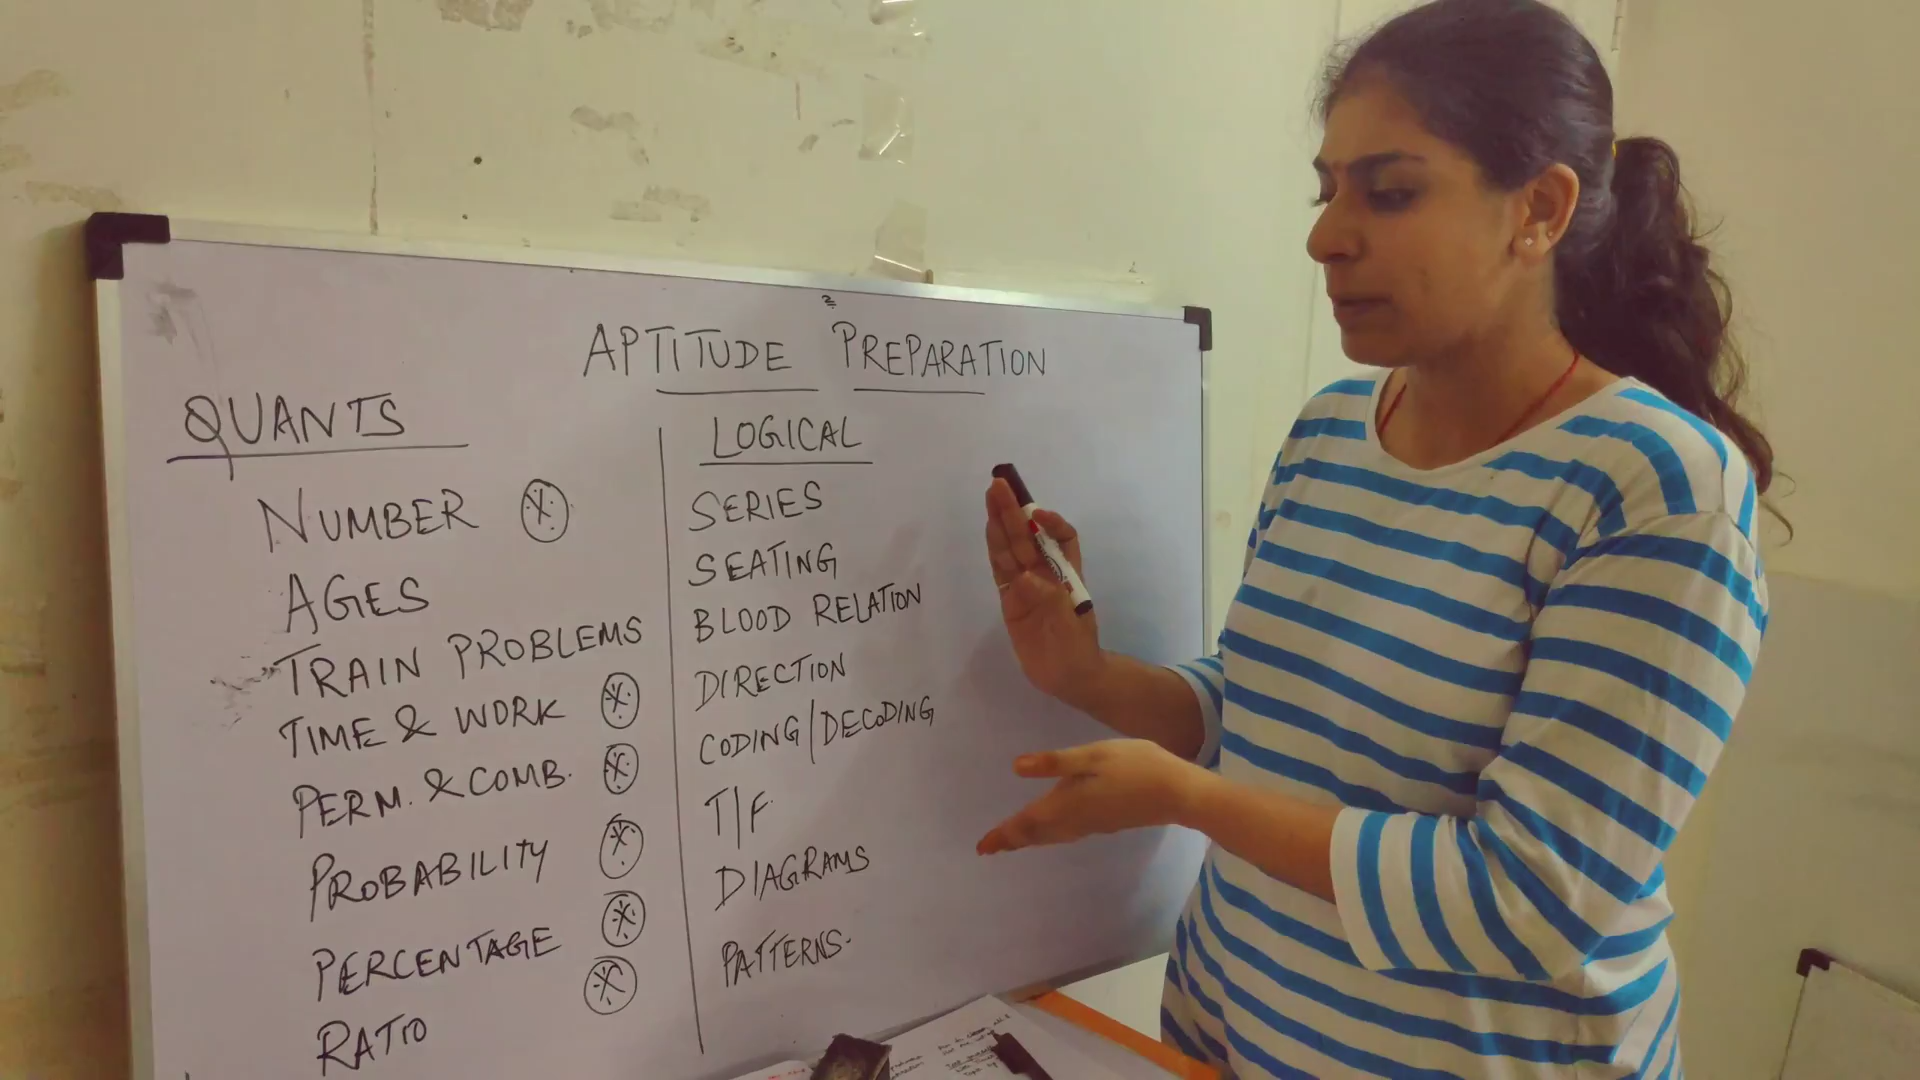 APTITUDE PREPARATION
QUANTS
NUMBER
AGES
TRAIN PROBLEMS
TIME & WORK
PERM. & COMB.
PROBABILITY
PERCENTAGE
RATIO
LOGICAL
SERIES
SEATING
BLOOD RELATION
DIRECTION
CODING/DECODING
T/F
DIAGRAMS
PATTERNS